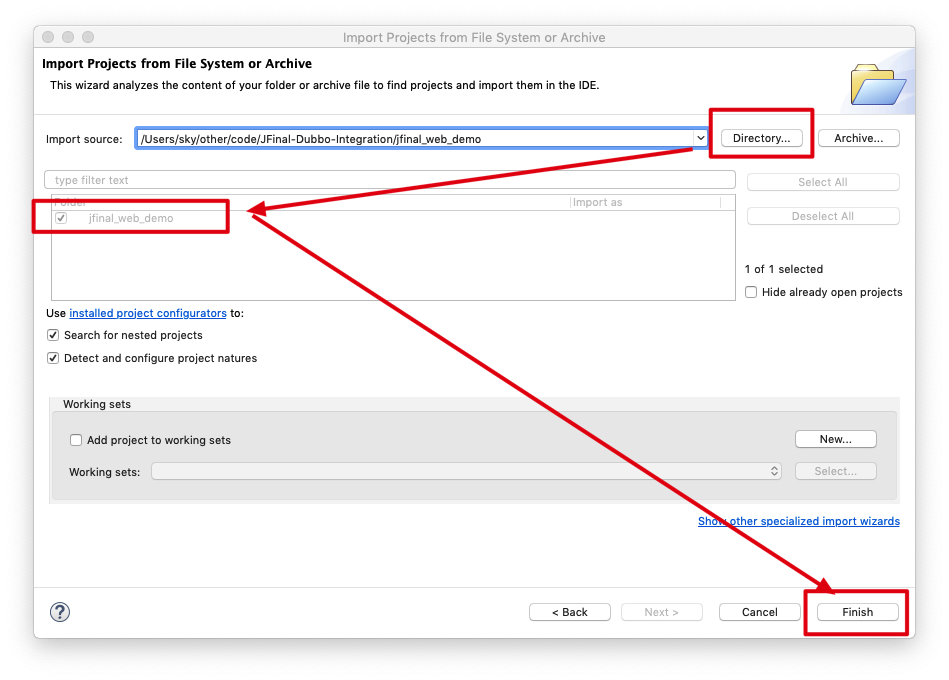 Import Projects from File System or Archive
Import Projects from File System or Archive
This wizard analyzes the content of your folder or archive file to find projects and import them in the IDE.
Import source: /Users/sky/other/code/JFinal-Dubbo-Integration/jfinal_web_demo Directory... Archive...
type filter text Select All
Folder Import as
jfinal_web_demo Deselect All
1 of 1 selected
Hide already open projects
Use installed project configurators to:
Search for nested projects
Detect and configure project natures
Working sets
Add project to working sets New...
Working sets: Select...
Show other specialized import wizards
? < Back Next > Cancel Finish